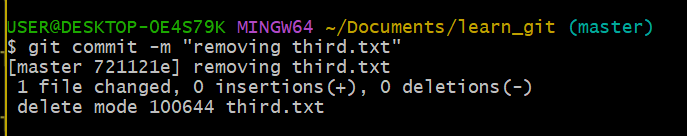 USER@DESKTOP-0E4S79K MINGW64 ~/Documents/learn_git (master)
$ git commit -m "removing third.txt"
[master 721121e] removing third.txt
 1 file changed, 0 insertions(+), 0 deletions(-)
 delete mode 100644 third.txt